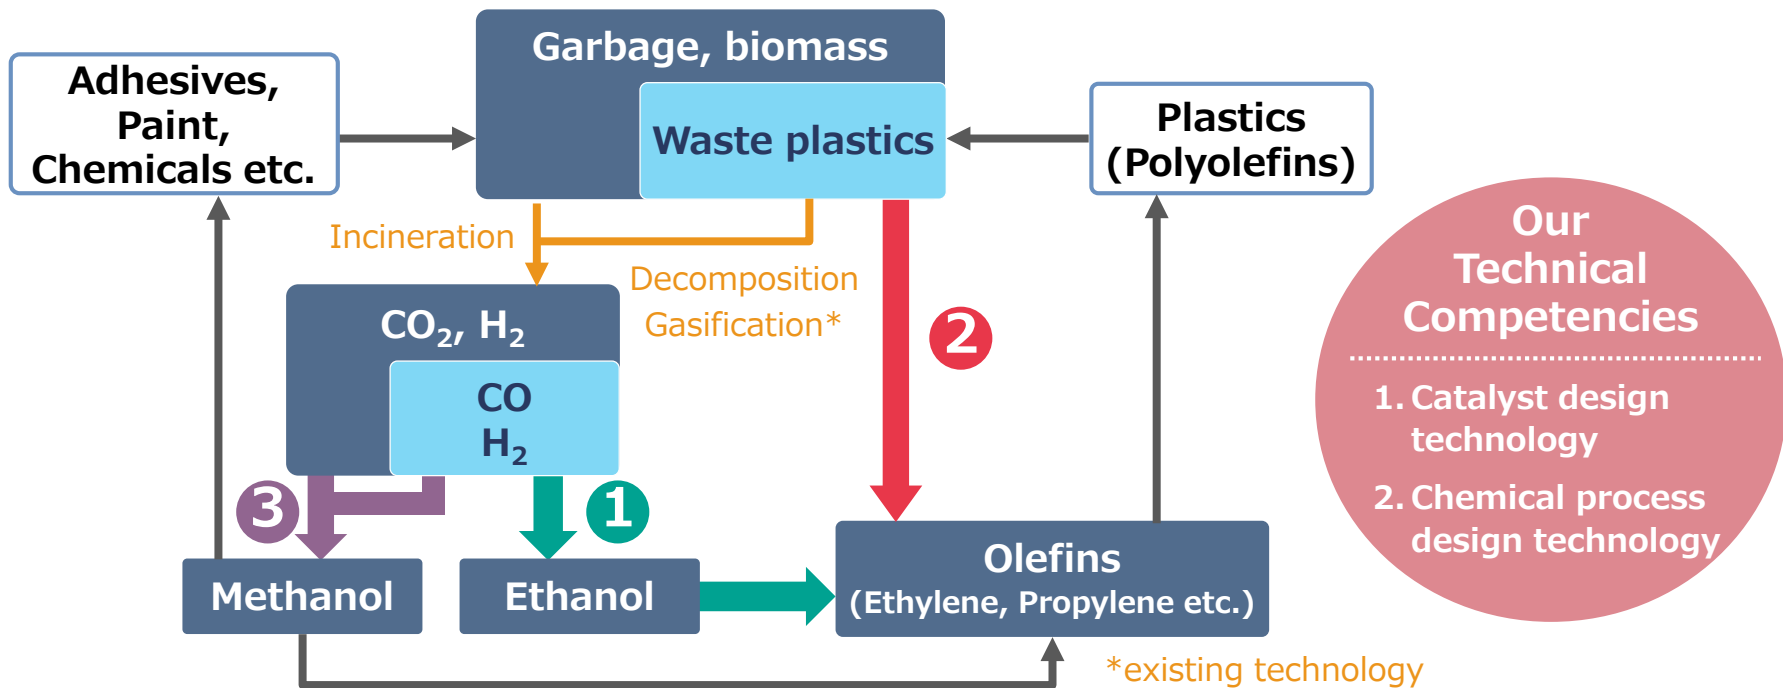 Garbage, biomass
Adhesives,
Paint,
Chemicals etc.
Waste plastics
Plastics
(Polyolefins)
Incineration
Decomposition
Gasification*
CO₂, H₂
CO
H₂
2
3
1
Methanol
Ethanol
Olefins
(Ethylene, Propylene etc.)
*existing technology
Our
Technical
Competencies
1. Catalyst design
technology
2. Chemical process
design technology